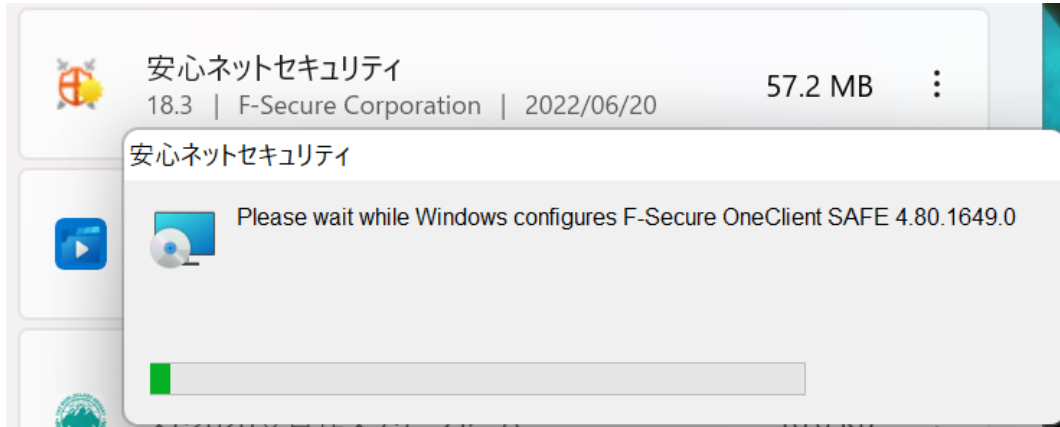 安心ネットセキュリティ
57.2 MB
18.3 | F-Secure Corporation | 2022/06/20
安心ネットセキュリティ
Please wait while Windows configures F-Secure OneClient SAFE 4.80.1649.0